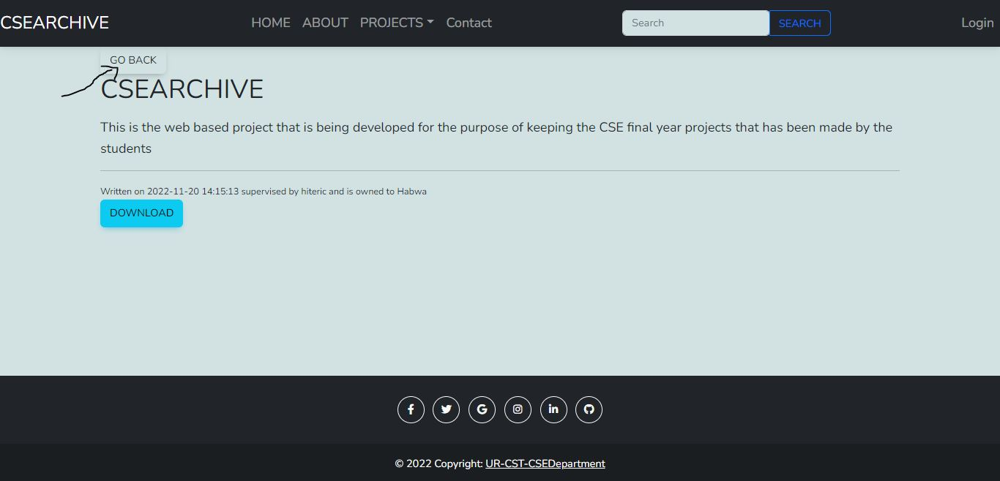 CSEARCHIVE HOME ABOUT PROJECTS Contact Search SEARCH Login
GO BACK
CSEARCHIVE
This is the web based project that is being developed for the purpose of keeping the CSE final year projects that has been made by the
students
Written on 2022-11-20 14:15:13 supervised by hiteric and is owned to Habwa
DOWNLOAD
© 2022 Copyright: UR-CST-CSEDepartment